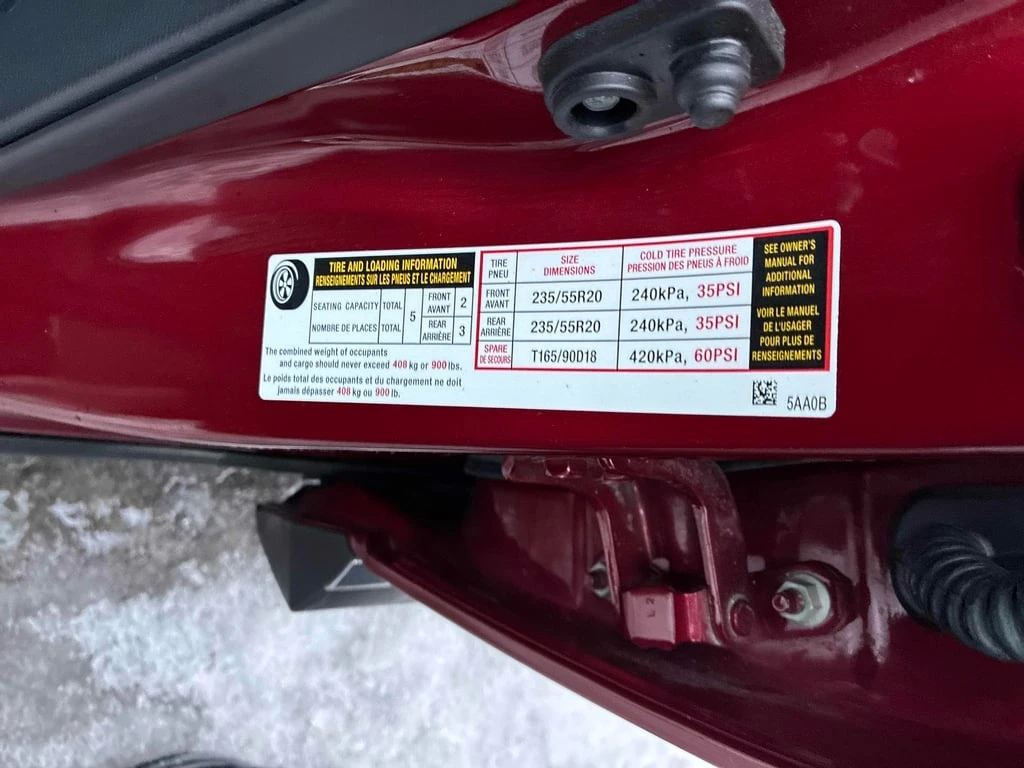 TIRE AND LOADING INFORMATION
RENSEIGNEMENTS SUR LES PNEUS ET LE CHARGEMENT
SEATING CAPACITY TOTAL 5 FRONT AVANT 2
NOMBRE DE PLACES TOTAL REAR ARRIÈRE 3
The combined weight of occupants
and cargo should never exceed 408 kg or 900 lbs.
Le poids total des occupants et du chargement ne doit
jamais dépasser 408 kg ou 900 lb.
TIRE PNEU SIZE DIMENSIONS COLD TIRE PRESSURE PRESSION DES PNEUS À FROID
FRONT AVANT 235/55R20 240kPa, 35PSI
REAR ARRIÈRE 235/55R20 240kPa, 35PSI
SPARE DE SECOURS T165/90D18 420kPa, 60PSI
SEE OWNER'S
MANUAL FOR
ADDITIONAL
INFORMATION
VOIR LE MANUEL
DE L'USAGER
POUR PLUS DE
RENSEIGNEMENTS
5AA0B
L 2